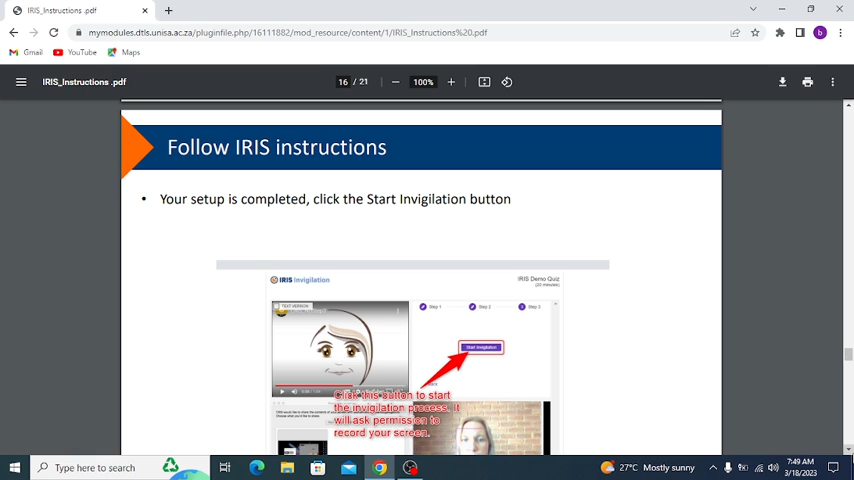 IRIS_Instructions .pdf
mymodules.dtls.unisa.ac.za/pluginfile.php/16111882/mod_resource/content/1/IRIS_Instructions%20.pdf
b
Gmail YouTube Maps
IRIS_Instructions .pdf 16 / 21 100%
Follow IRIS instructions
• Your setup is completed, click the Start Invigilation button
IRIS Invigilation
IRIS Demo Quiz
(20 minutes)
TEXT VERSION
Step 1 Step 2 Step 3
Start Invigilation
Click this button to start
the invigilation process. It
will ask permission to
record your screen.
Type here to search
27°C Mostly sunny
7:49 AM
3/18/2023